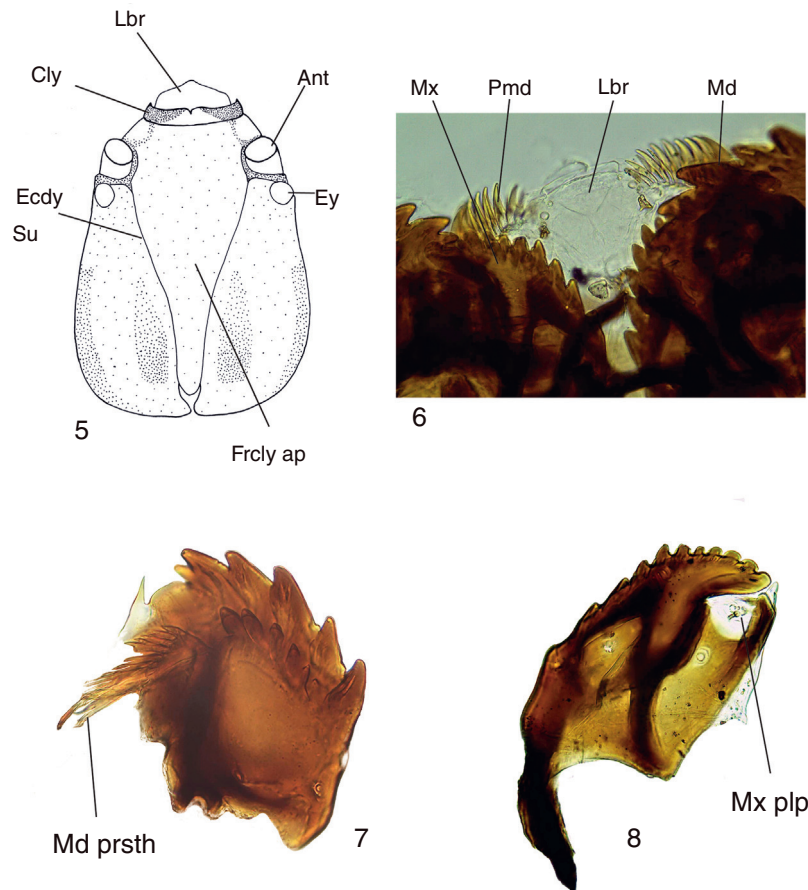 Lbr
Cly
Ant
Ecdy
Su
Ey
5
Frcly ap
Mx
Pmd
Lbr
Md
6
Md prsth
7
Mx plp
8